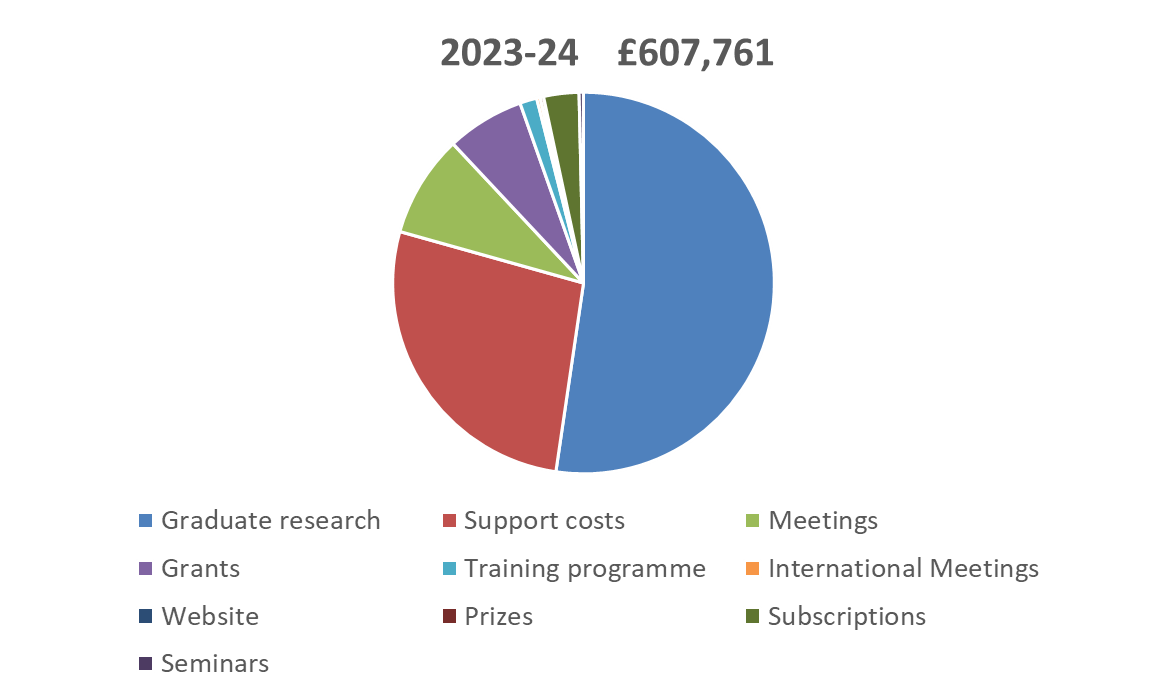 2023-24 £607,761
Graduate research Support costs Meetings
Grants Training programme International Meetings
Website Prizes Subscriptions
Seminars